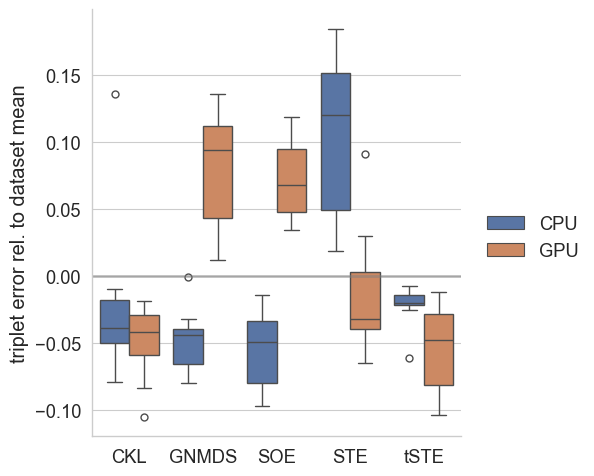 triplet error rel. to dataset mean
0.15
0.10
0.05
0.00
−0.05
−0.10
CKL GNMDS SOE STE tSTE
CPU
GPU